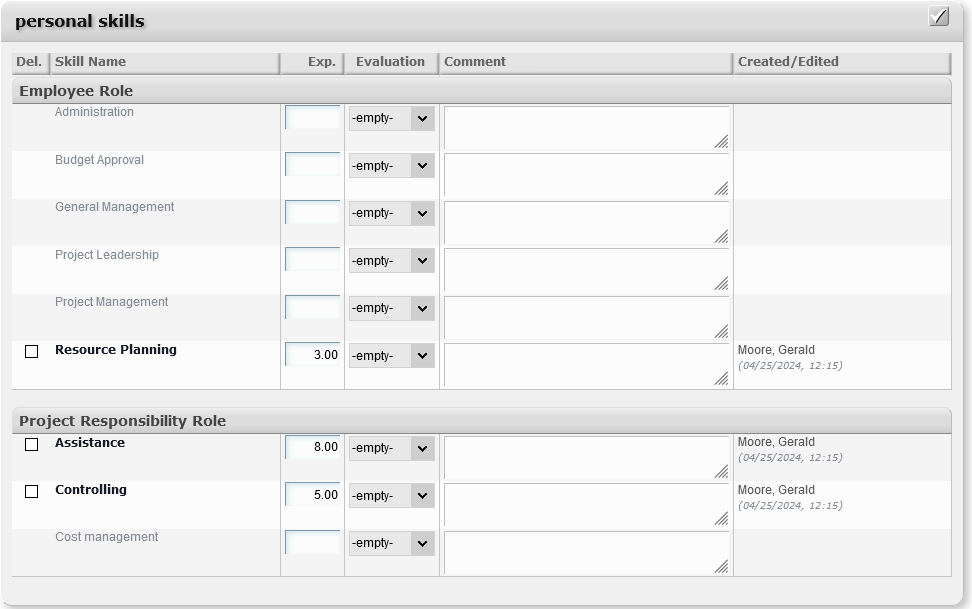 personal skills
Del. Skill Name Exp. Evaluation Comment Created/Edited
Employee Role
Administration -empty-
Budget Approval -empty-
General Management -empty-
Project Leadership -empty-
Project Management -empty-
Resource Planning 3.00 -empty- Moore, Gerald
(04/25/2024, 12:15)
Project Responsibility Role
Assistance 8.00 -empty- Moore, Gerald
(04/25/2024, 12:15)
Controlling 5.00 -empty- Moore, Gerald
(04/25/2024, 12:15)
Cost management -empty-